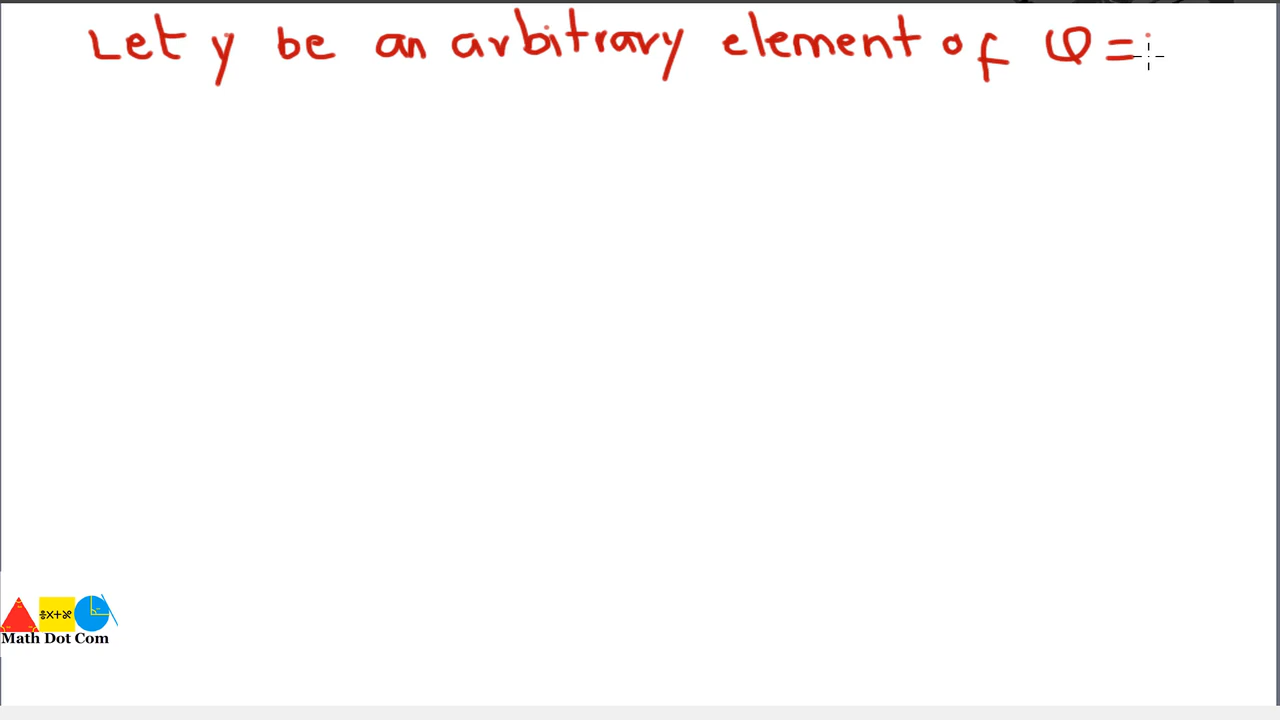 Let y be an arbitrary element of φ =
÷x+
Math Dot Com